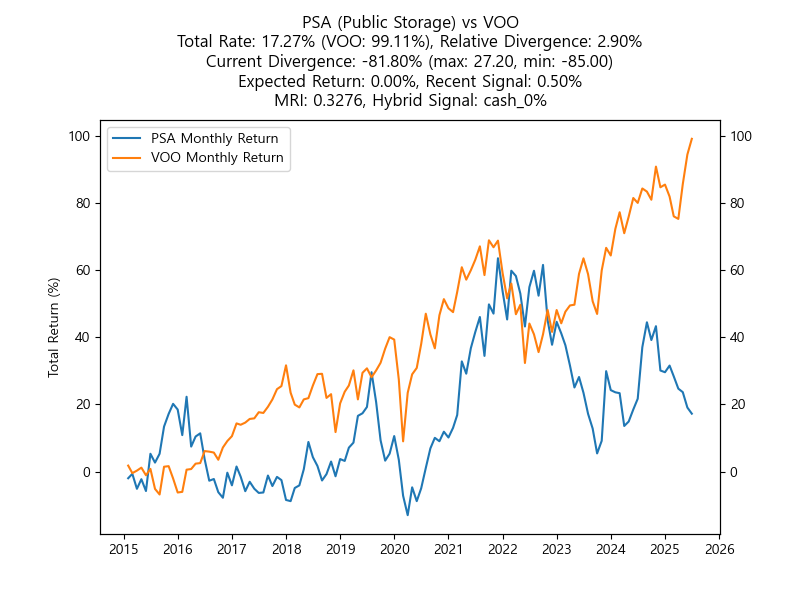 PSA (Public Storage) vs VOO
Total Rate: 17.27% (VOO: 99.11%), Relative Divergence: 2.90%
Current Divergence: -81.80% (max: 27.20, min: -85.00)
Expected Return: 0.00%, Recent Signal: 0.50%
MRI: 0.3276, Hybrid Signal: cash_0%
PSA Monthly Return
VOO Monthly Return
Total Return (%)
100
80
60
40
20
0
100
80
60
40
20
0
2015 2016 2017 2018 2019 2020 2021 2022 2023 2024 2025 2026